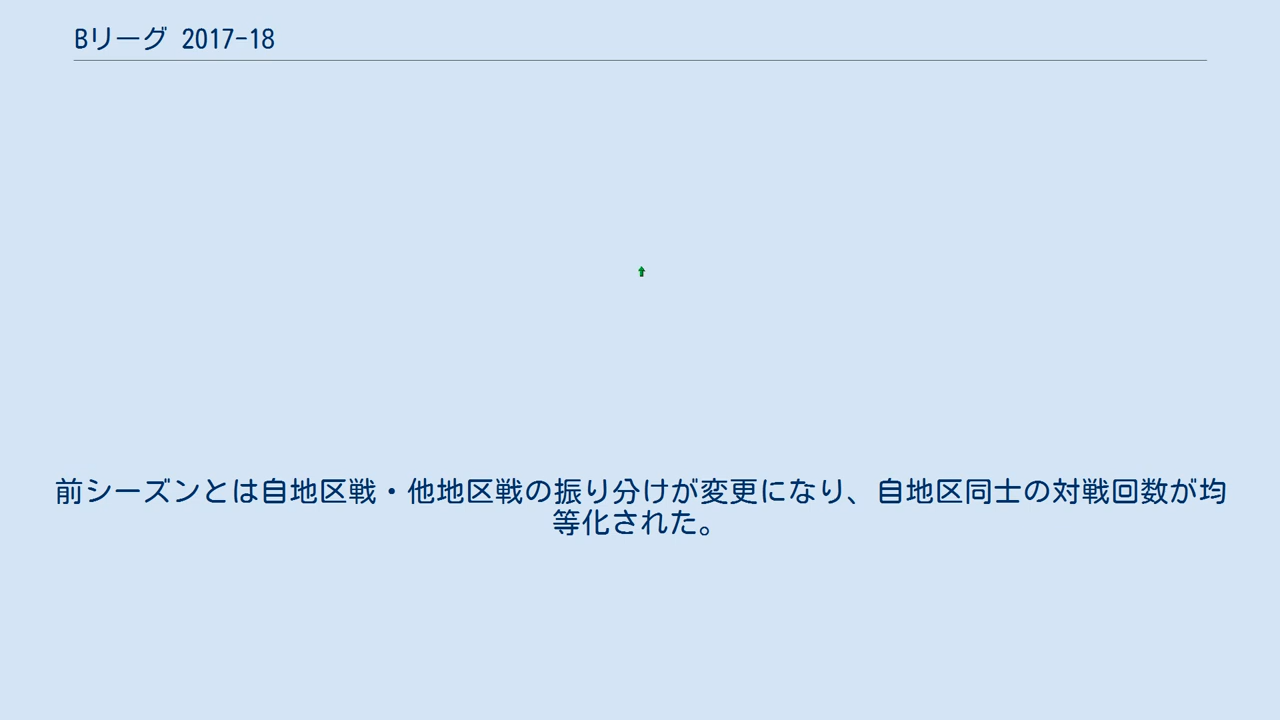 Bリーグ 2017-18
前シーズンとは自地区戦・他地区戦の振り分けが変更になり、自地区同士の対戦回数が均
等化された。